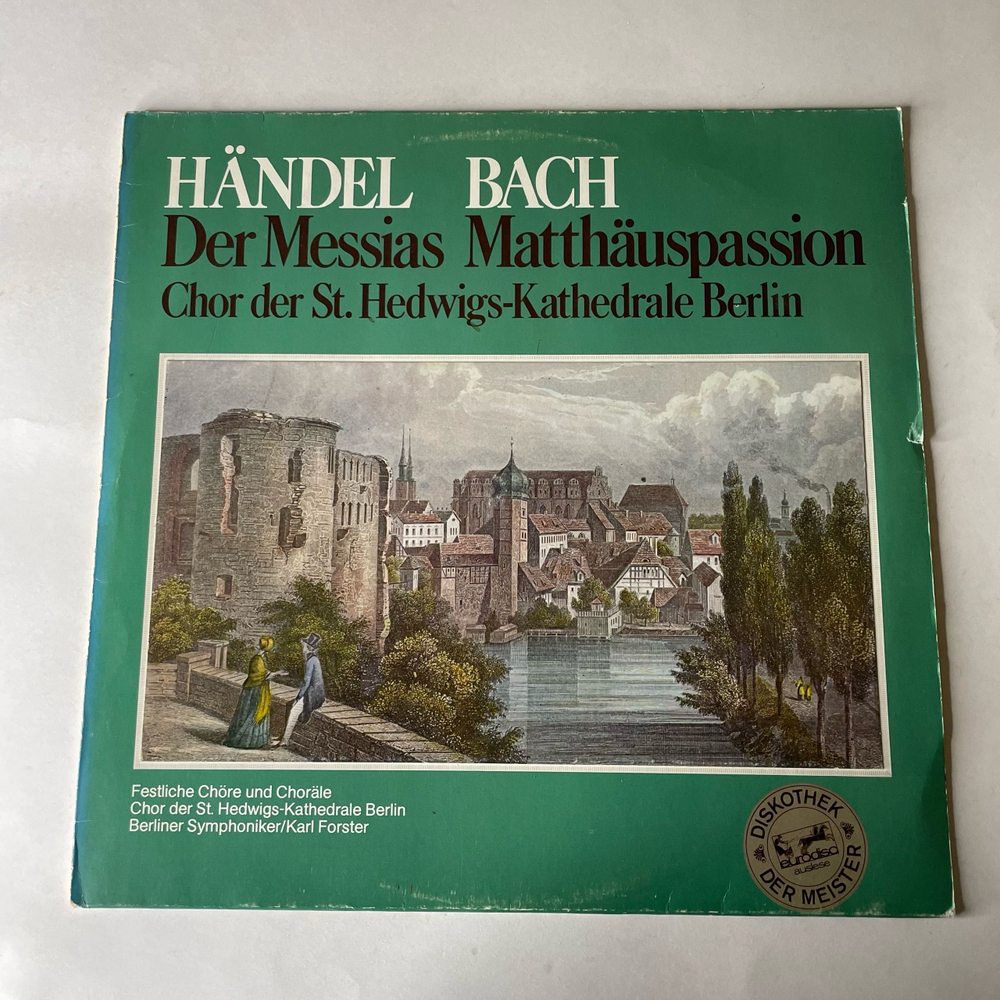 HÄNDEL BACH
Der Messias Matthäuspassion
Chor der St. Hedwigs-Kathedrale Berlin
Festliche Chöre und Choräle
Chor der St. Hedwigs-Kathedrale Berlin
Berliner Symphoniker/Karl Forster
DISKOTHEK
eurodisc
auslese
DER MEISTER